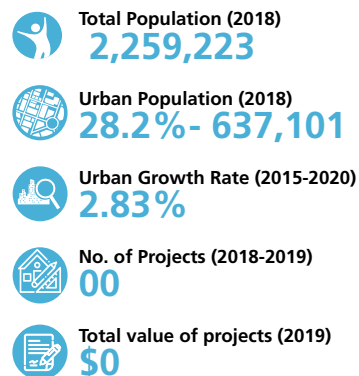 Total Population (2018)
2,259,223
Urban Population (2018)
28.2%- 637,101
Urban Growth Rate (2015-2020)
2.83%
No. of Projects (2018-2019)
00
Total value of projects (2019)
$0